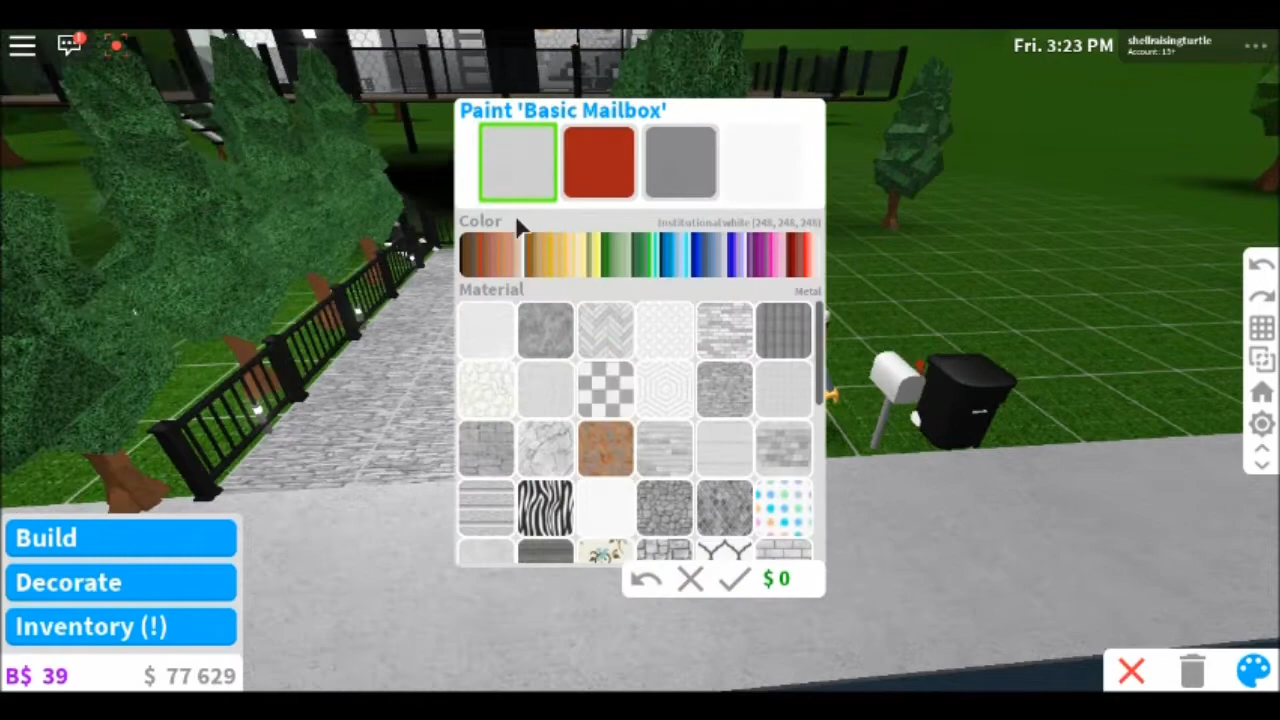 Fri. 3:23 PM
shellraisingturtle
Account: 13+
Paint 'Basic Mailbox'
Color
Institutional white (248, 248, 248)
Material
Metal
Build
Decorate
Inventory (!)
B$ 39
$ 77 629
$ 0